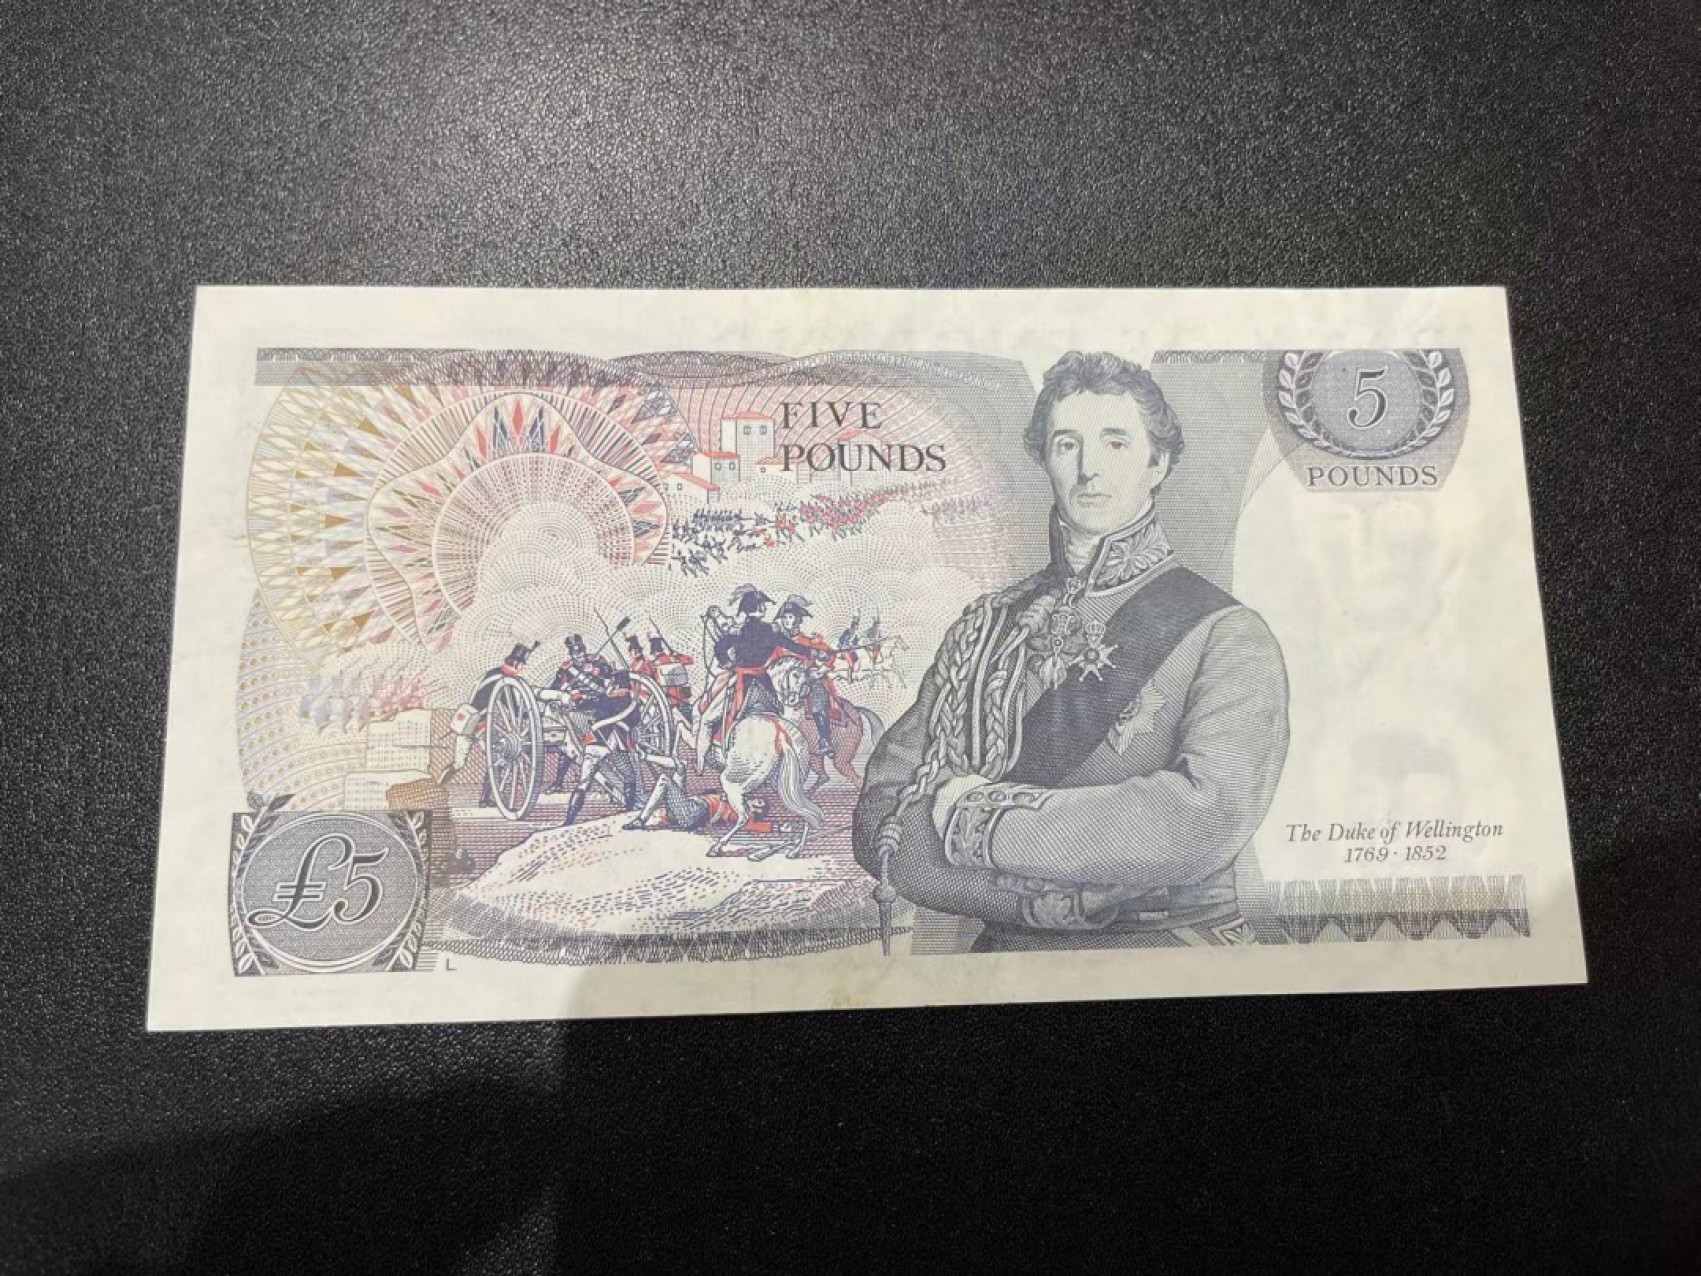 FIVE
POUNDS
5
POUNDS
The Duke of Wellington
1769 · 1852
£5
L